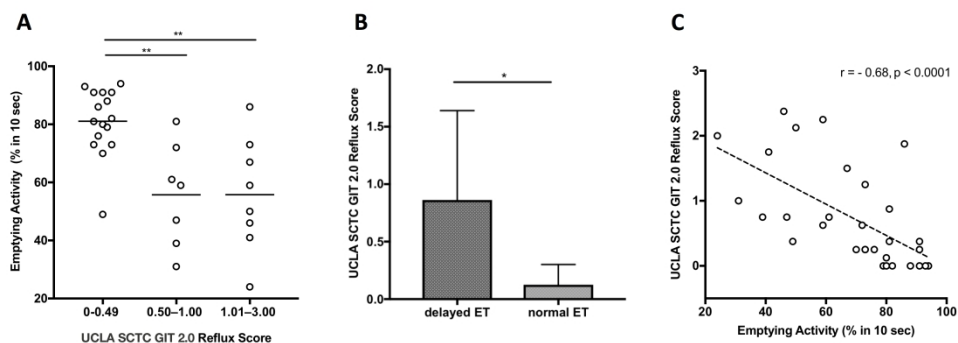 A
**
**
100
80
60
40
20
Emptying Activity (% in 10 sec)
0-0.49
0.50–1.00
1.01–3.00
UCLA SCTC GIT 2.0 Reflux Score
B
*
2.0
1.5
1.0
0.5
0.0
UCLA SCTC GIT 2.0 Reflux Score
delayed ET
normal ET
C
r = - 0.68, p < 0.0001
3
2
1
0
UCLA SCTC GIT 2.0 Reflux Score
20
40
60
80
100
Emptying Activity (% in 10 sec)